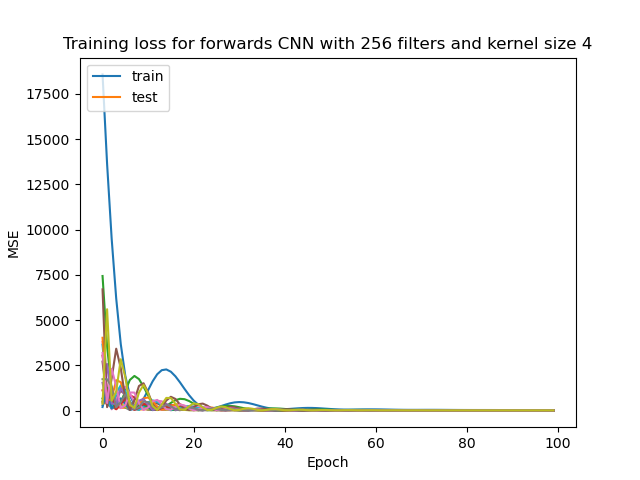 Training loss for forwards CNN with 256 filters and kernel size 4
train
test
17500
15000
12500
10000
7500
5000
2500
0
MSE
0 20 40 60 80 100
Epoch